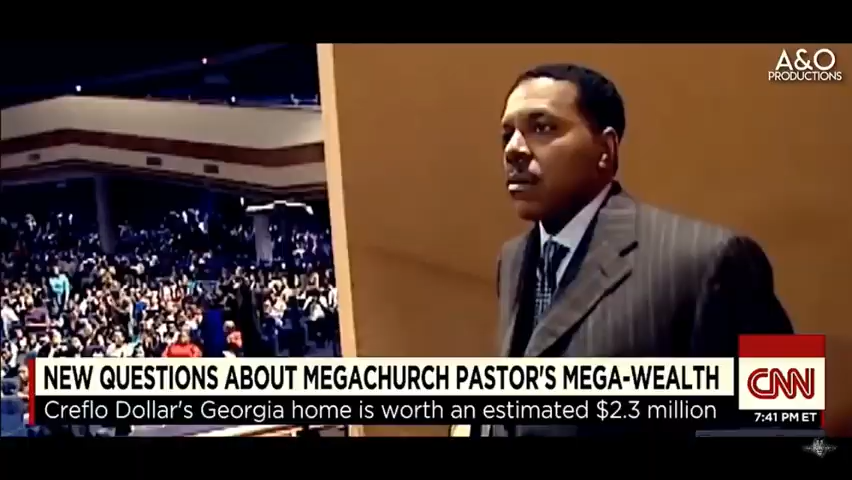 A&O
PRODUCTIONS
NEW QUESTIONS ABOUT MEGACHURCH PASTOR'S MEGA-WEALTH
Creflo Dollar's Georgia home is worth an estimated $2.3 million
CNN
7:41 PM ET